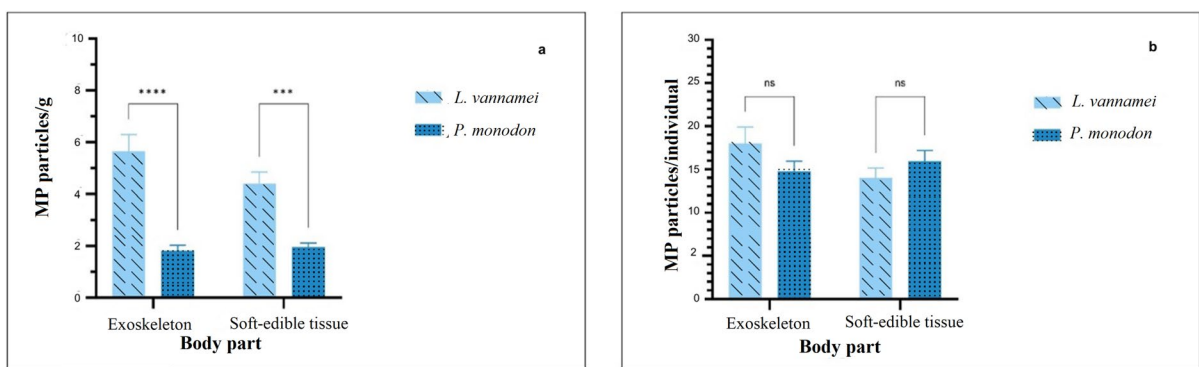 a
MP particles/g
10
8
6
4
2
0
****
***
L. vannamei
P. monodon
Exoskeleton
Soft-edible tissue
Body part
b
MP particles/individual
30
25
20
15
10
2
0
ns
ns
L. vannamei
P. monodon
Exoskeleton
Soft-edible tissue
Body part